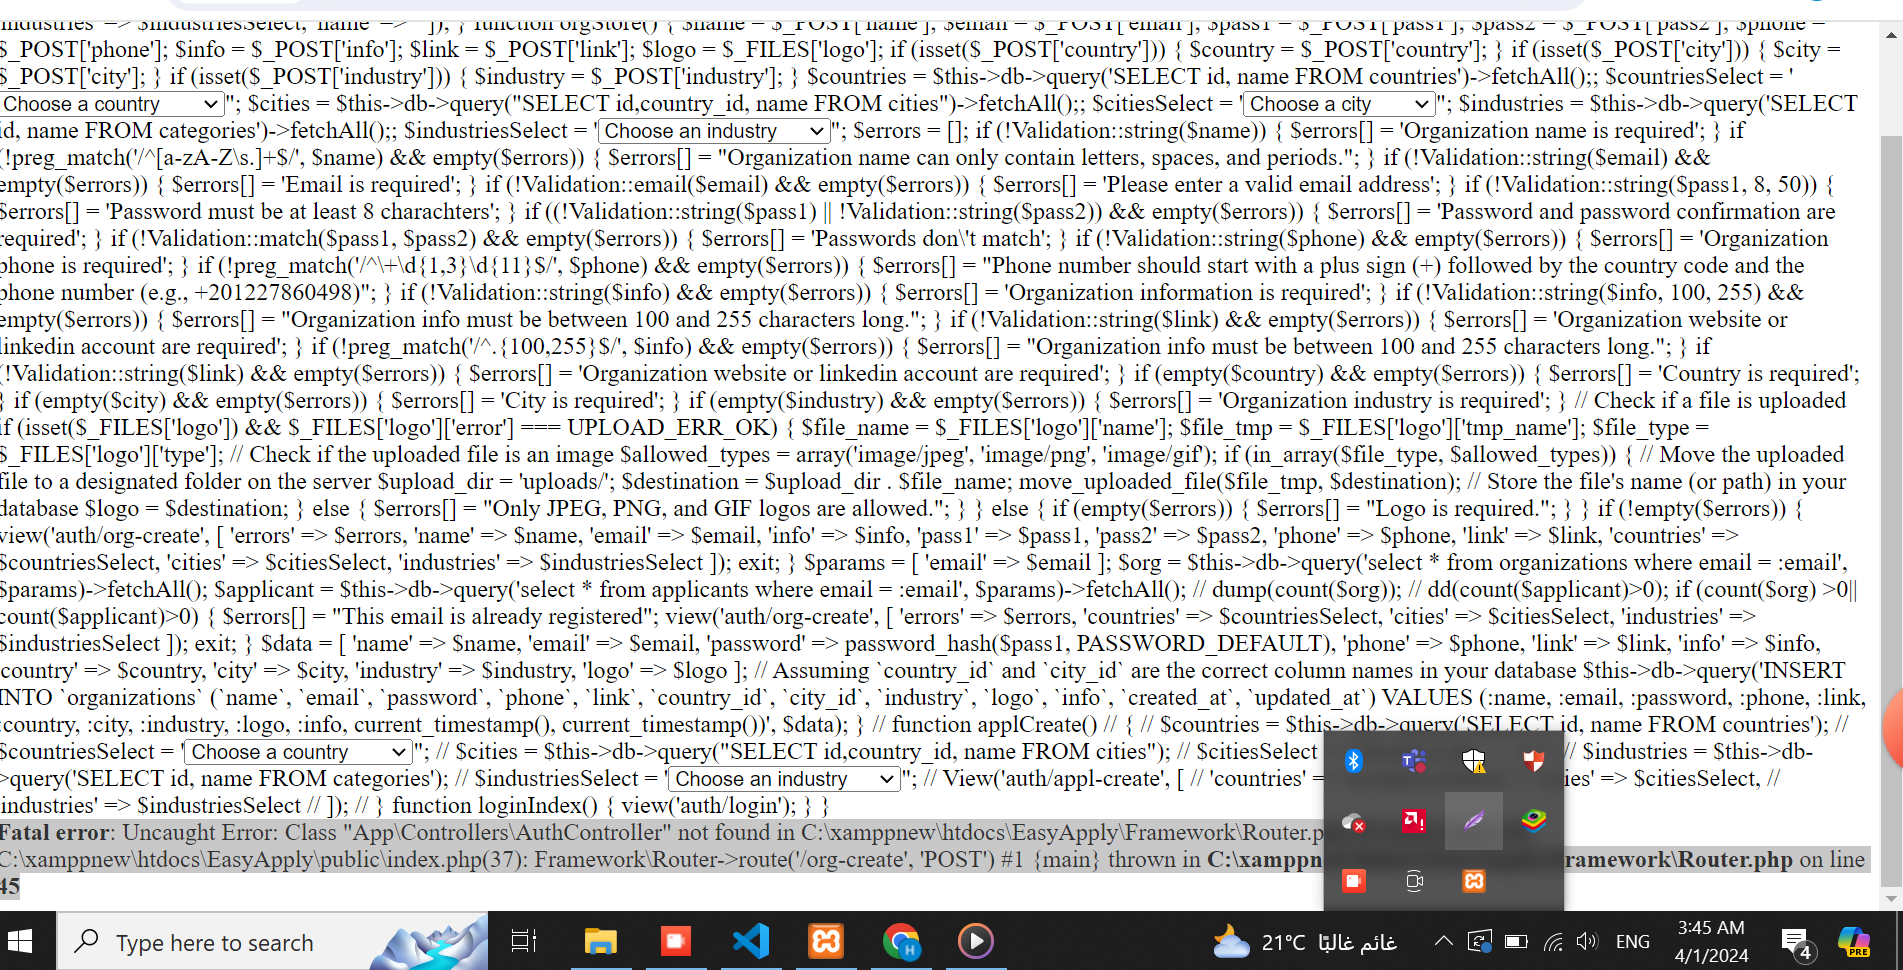 industries' => $industriesSelect, 'name' => '' ]); } function orgStore() { $name = $_POST['name']; $email = $_POST['email']; $pass1 = $_POST['pass1']; $pass2 = $_POST['pass2']; $phone =
$_POST['phone']; $info = $_POST['info']; $link = $_POST['link']; $logo = $_FILES['logo']; if (isset($_POST['country'])) { $country = $_POST['country']; } if (isset($_POST['city'])) { $city =
$_POST['city']; } if (isset($_POST['industry'])) { $industry = $_POST['industry']; } $countries = $this->db->query('SELECT id, name FROM countries')->fetchAll();; $countriesSelect = '
Choose a country "; $cities = $this->db->query("SELECT id,country_id, name FROM cities")->fetchAll();; $citiesSelect = ' Choose a city "; $industries = $this->db->query('SELECT
id, name FROM categories')->fetchAll();; $industriesSelect = ' Choose an industry "; $errors = []; if (!Validation::string($name)) { $errors[] = 'Organization name is required'; } if
(!preg_match('/^[a-zA-Z\s.]+$/', $name) && empty($errors)) { $errors[] = "Organization name can only contain letters, spaces, and periods."; } if (!Validation::string($email) &&
empty($errors)) { $errors[] = 'Email is required'; } if (!Validation::email($email) && empty($errors)) { $errors[] = 'Please enter a valid email address'; } if (!Validation::string($pass1, 8, 50)) {
$errors[] = 'Password must be at least 8 charachters'; } if ((!Validation::string($pass1) || !Validation::string($pass2)) && empty($errors)) { $errors[] = 'Password and password confirmation are
required'; } if (!Validation::match($pass1, $pass2) && empty($errors)) { $errors[] = 'Passwords don\'t match'; } if (!Validation::string($phone) && empty($errors)) { $errors[] = 'Organization
phone is required'; } if (!preg_match('/^\+\d{1,3}\d{11}$/', $phone) && empty($errors)) { $errors[] = "Phone number should start with a plus sign (+) followed by the country code and the
phone number (e.g., +201227860498)"; } if (!Validation::string($info) && empty($errors)) { $errors[] = 'Organization information is required'; } if (!Validation::string($info, 100, 255) &&
empty($errors)) { $errors[] = "Organization info must be between 100 and 255 characters long."; } if (!Validation::string($link) && empty($errors)) { $errors[] = 'Organization website or
linkedin account are required'; } if (!preg_match('/^.{100,255}$/', $info) && empty($errors)) { $errors[] = "Organization info must be between 100 and 255 characters long."; } if
(!Validation::string($link) && empty($errors)) { $errors[] = 'Organization website or linkedin account are required'; } if (empty($country) && empty($errors)) { $errors[] = 'Country is required';
} if (empty($city) && empty($errors)) { $errors[] = 'City is required'; } if (empty($industry) && empty($errors)) { $errors[] = 'Organization industry is required'; } // Check if a file is uploaded
if (isset($_FILES['logo']) && $_FILES['logo']['error'] === UPLOAD_ERR_OK) { $file_name = $_FILES['logo']['name']; $file_tmp = $_FILES['logo']['tmp_name']; $file_type =
$_FILES['logo']['type']; // Check if the uploaded file is an image $allowed_types = array('image/jpeg', 'image/png', 'image/gif'); if (in_array($file_type, $allowed_types)) { // Move the uploaded
file to a designated folder on the server $upload_dir = 'uploads/'; $destination = $upload_dir . $file_name; move_uploaded_file($file_tmp, $destination); // Store the file's name (or path) in your
database $logo = $destination; } else { $errors[] = "Only JPEG, PNG, and GIF logos are allowed."; } } else { if (empty($errors)) { $errors[] = "Logo is required."; } } if (!empty($errors)) {
view('auth/org-create', [ 'errors' => $errors, 'name' => $name, 'email' => $email, 'info' => $info, 'pass1' => $pass1, 'pass2' => $pass2, 'phone' => $phone, 'link' => $link, 'countries' =>
$countriesSelect, 'cities' => $citiesSelect, 'industries' => $industriesSelect ]); exit; } $params = [ 'email' => $email ]; $org = $this->db->query('select * from organizations where email = :email',
$params)->fetchAll(); $applicant = $this->db->query('select * from applicants where email = :email', $params)->fetchAll(); // dump(count($org)); // dd(count($applicant)>0); if (count($org) >0||
count($applicant)>0) { $errors[] = "This email is already registered"; view('auth/org-create', [ 'errors' => $errors, 'countries' => $countriesSelect, 'cities' => $citiesSelect, 'industries' =>
$industriesSelect ]); exit; } $data = [ 'name' => $name, 'email' => $email, 'password' => password_hash($pass1, PASSWORD_DEFAULT), 'phone' => $phone, 'link' => $link, 'info' => $info,
'country' => $country, 'city' => $city, 'industry' => $industry, 'logo' => $logo ]; // Assuming `country_id` and `city_id` are the correct column names in your database $this->db->query('INSERT
INTO `organizations` (`name`, `email`, `password`, `phone`, `link`, `country_id`, `city_id`, `industry`, `logo`, `info`, `created_at`, `updated_at`) VALUES (:name, :email, :password, :phone, :link,
:country, :city, :industry, :logo, :info, current_timestamp(), current_timestamp())', $data); } // function applCreate() // { // $countries = $this->db->query('SELECT id, name FROM countries'); //
$countriesSelect = ' Choose a country "; // $cities = $this->db->query("SELECT id,country_id, name FROM cities"); // $citiesSelect // $industries = $this->db-
>query('SELECT id, name FROM categories'); // $industriesSelect = ' Choose an industry "; // View('auth/appl-create', [ // 'countries' = ies' => $citiesSelect, //
'industries' => $industriesSelect // ]); // } function loginIndex() { view('auth/login'); } }
Fatal error: Uncaught Error: Class "App\Controllers\AuthController" not found in C:\xamppnew\htdocs\EasyApply\Framework\Router.p
C:\xamppnew\htdocs\EasyApply\public\index.php(37): Framework\Router->route('/org-create', 'POST') #1 {main} thrown in C:\xampp ramework\Router.php on line
45
Type here to search
21°C غائم غالبًا
ENG
3:45 AM
4/1/2024
4
PRE